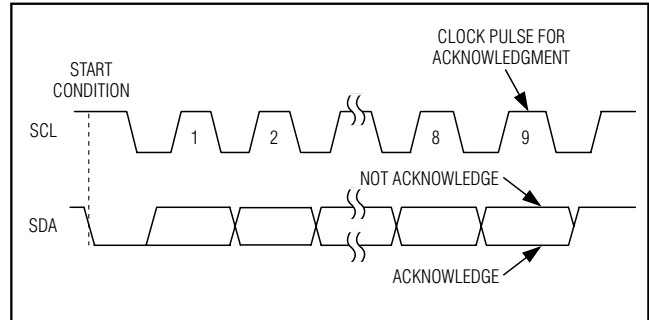 CLOCK PULSE FOR
ACKNOWLEDGMENT
START
CONDITION
SCL
1
2
8
9
NOT ACKNOWLEDGE
SDA
ACKNOWLEDGE